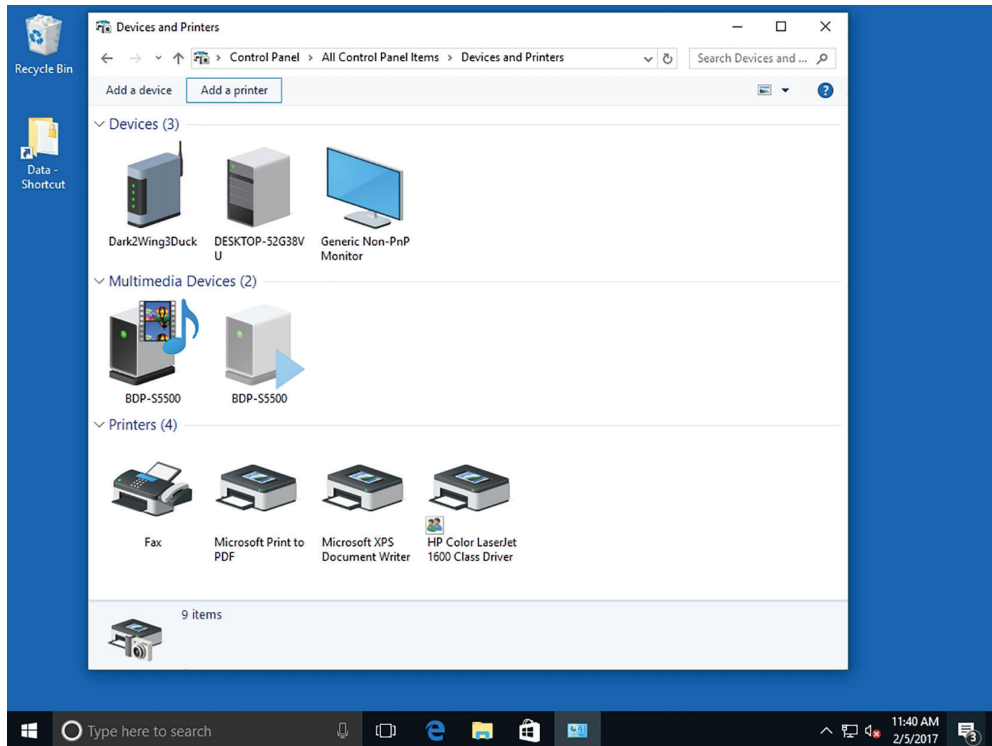 Recycle Bin
Data -
Shortcut
Devices and Printers
Control Panel > All Control Panel Items > Devices and Printers
Search Devices and ...
Add a device
Add a printer
?
Devices (3)
Dark2Wing3Duck
DESKTOP-52G38V
U
Generic Non-PnP
Monitor
Multimedia Devices (2)
BDP-S5500
BDP-S5500
Printers (4)
Fax
Microsoft Print to
PDF
Microsoft XPS
Document Writer
HP Color LaserJet
1600 Class Driver
9 items
Type here to search
11:40 AM
2/5/2017
3